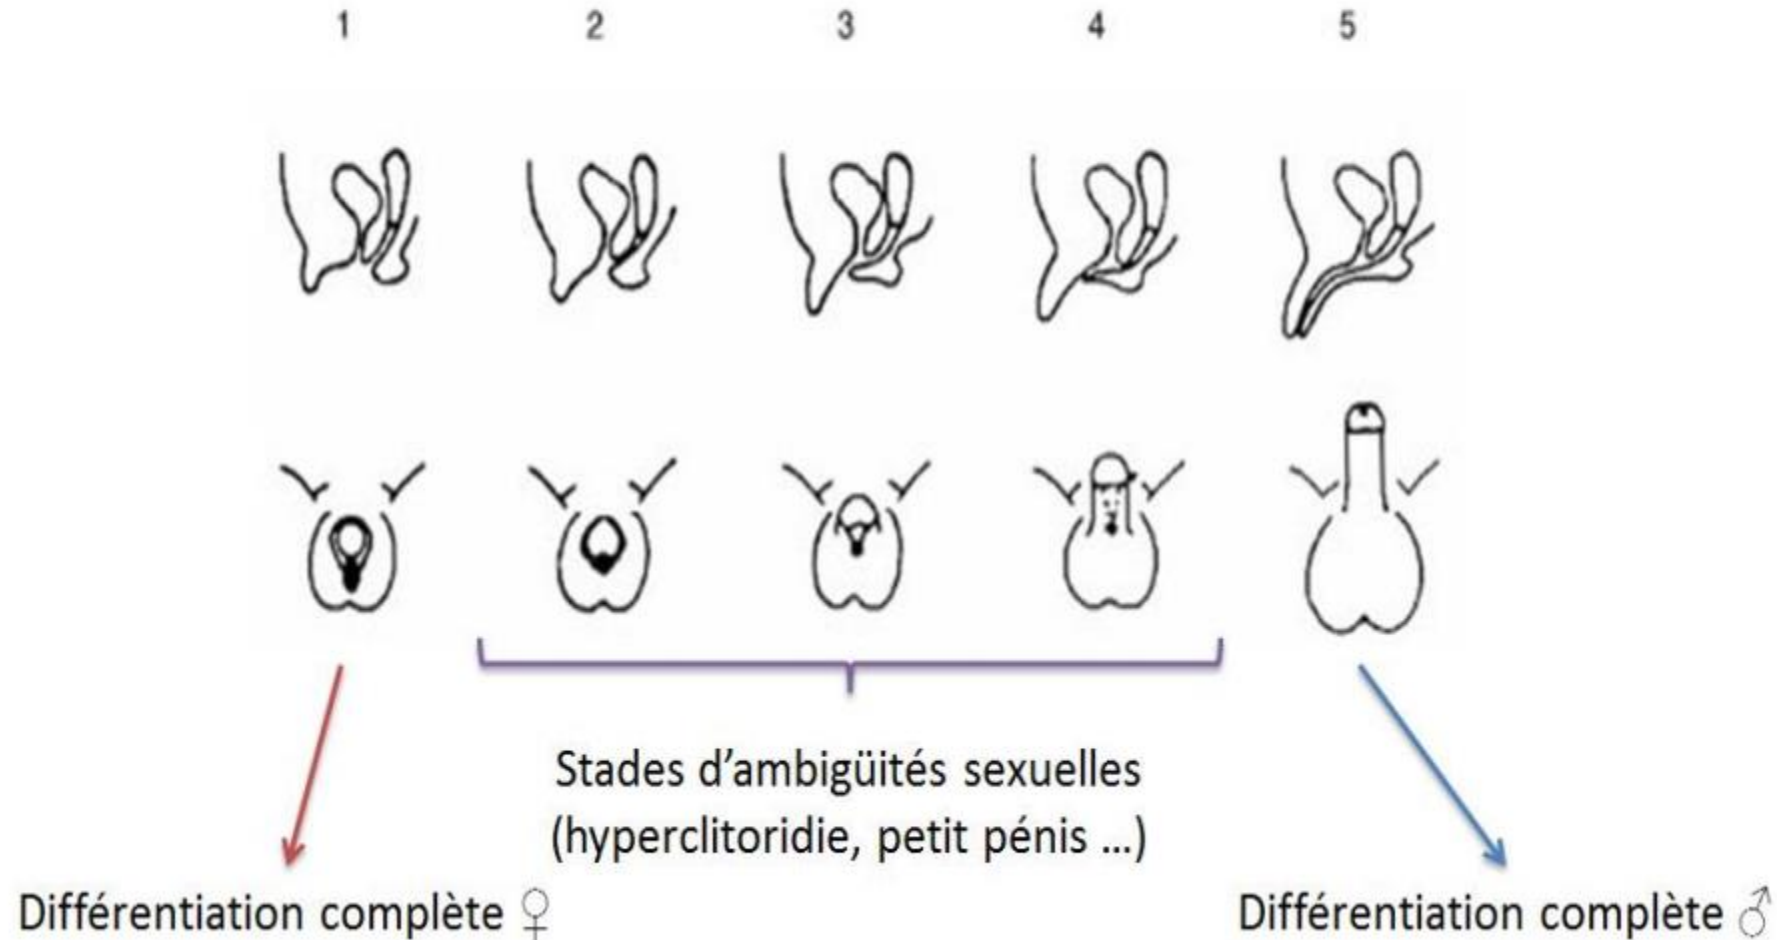 1 2 3 4 5
Stades d'ambigüités sexuelles
(hyperclitoridie, petit pénis ...)
Différentiation complète ♀
Différentiation complète ♂